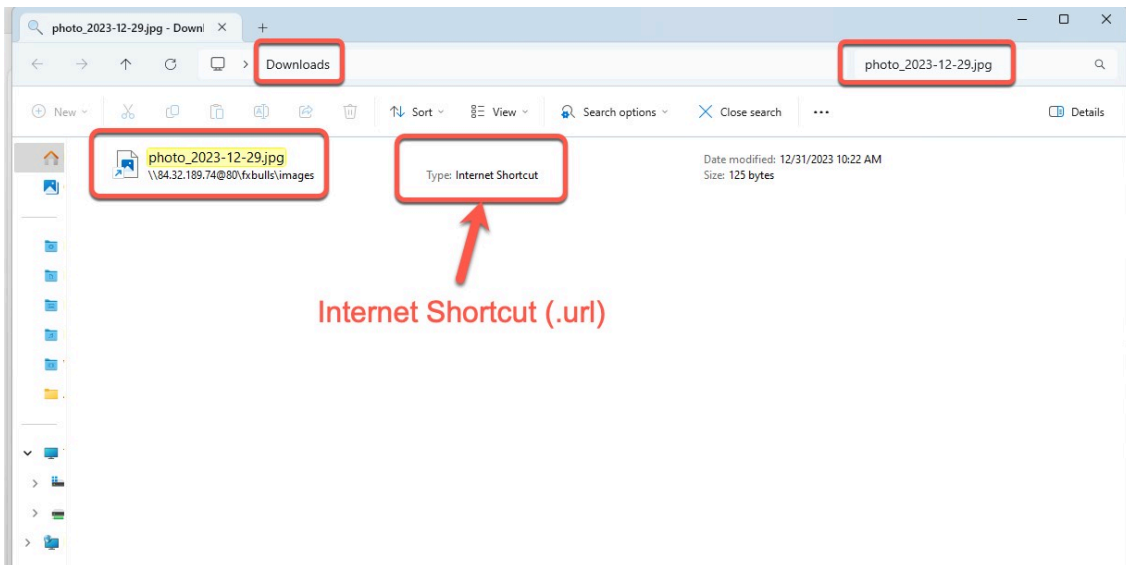 photo_2023-12-29.jpg - Downl
Downloads
photo_2023-12-29.jpg
New
Sort
View
Search options
Close search
Details
photo_2023-12-29.jpg
\\84.32.189.74@80\fxbulls\images
Type: Internet Shortcut
Date modified: 12/31/2023 10:22 AM
Size: 125 bytes
Internet Shortcut (.url)